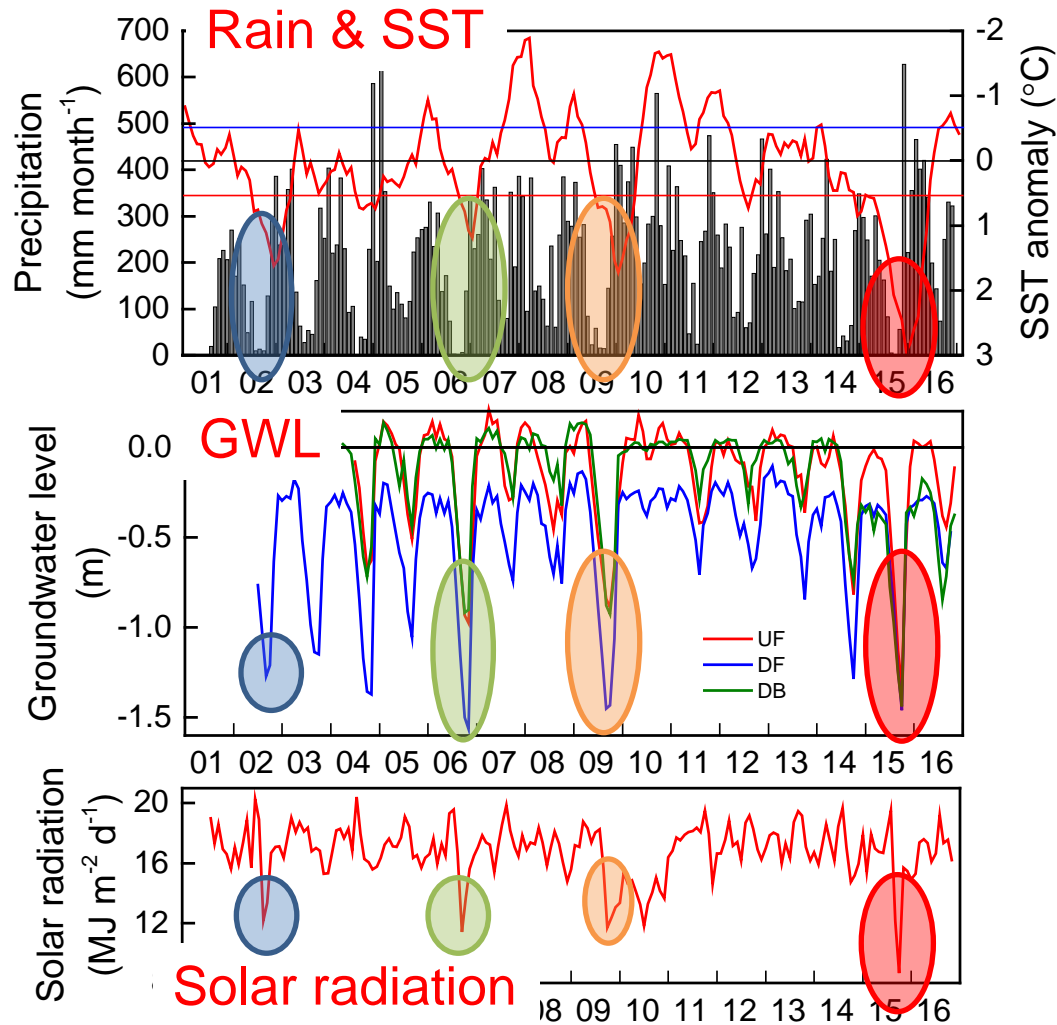 Rain & SST
700
600
500
400
300
200
100
0
Precipitation
(mm month⁻¹)
-2
-1
0
1
2
3
SST anomaly (°C)
01 02 03 04 05 06 07 08 09 10 11 12 13 14 15 16
GWL
0.0
-0.5
-1.0
-1.5
Groundwater level
(m)
UF
DF
DB
01 02 03 04 05 06 07 08 09 10 11 12 13 14 15 16
20
16
12
Solar radiation
(MJ m⁻² d⁻¹)
Solar radiation
08 09 10 11 12 13 14 15 16